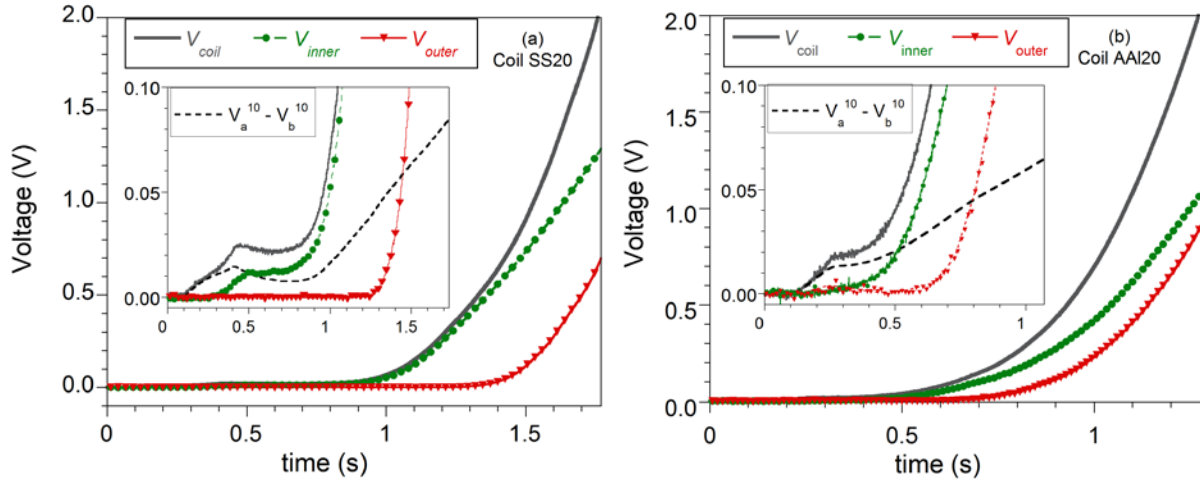 V_coil V_inner V_outer
(a)
Coil SS20
Voltage (V)
2.0
1.5
1.0
0.5
0.0
0.10
0.05
0.00
V_a^10 - V_b^10
0 0.5 1 1.5
0 0.5 1 1.5
time (s)
V_coil V_inner V_outer
(b)
Coil AAl20
Voltage (V)
2.0
1.5
1.0
0.5
0.0
0.10
0.05
0.00
V_a^10 - V_b^10
0 0.5 1
0 0.5 1
time (s)